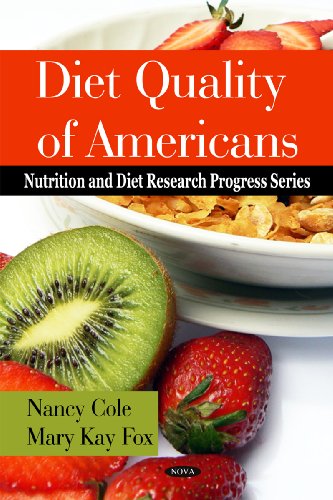 Diet Quality
of Americans
Nutrition and Diet Research Progress Series
Nancy Cole
Mary Kay Fox
NOVA